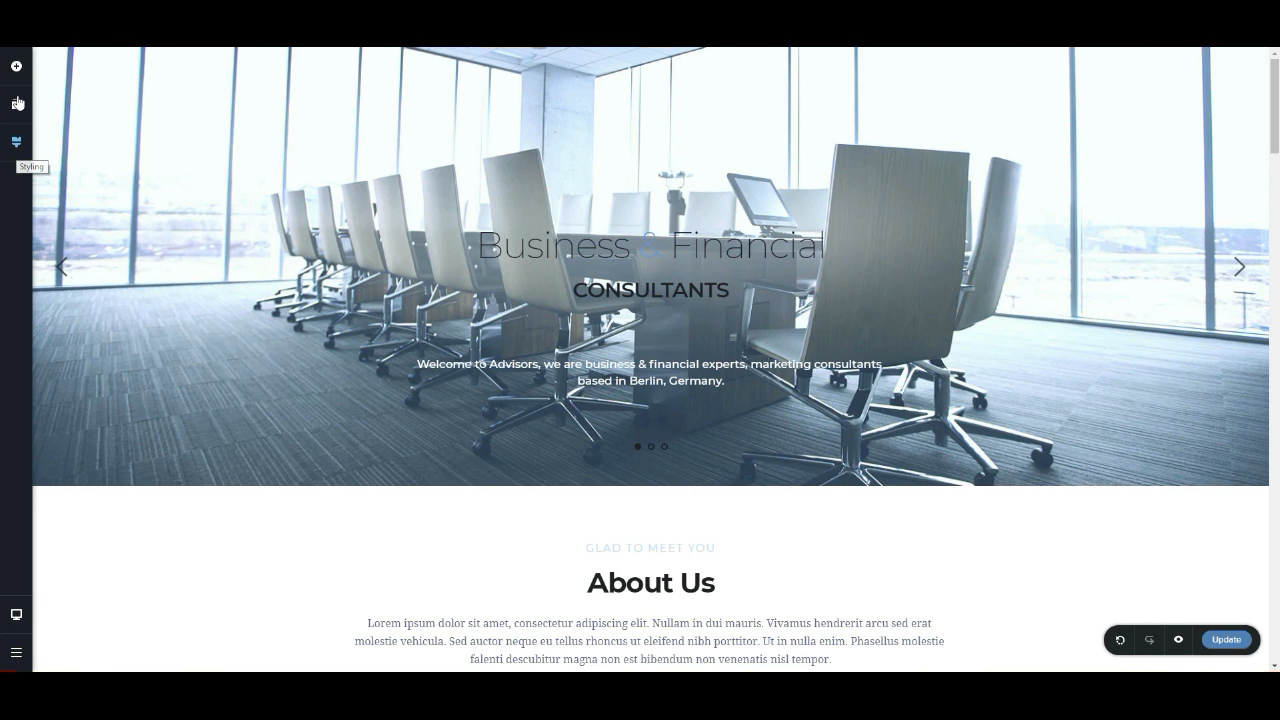 Styling
Business & Financial
CONSULTANTS
Welcome to Advisors, we are business & financial experts, marketing consultants
based in Berlin, Germany.
GLAD TO MEET YOU
About Us
Lorem ipsum dolor sit amet, consectetur adipiscing elit. Nullam in dui mauris. Vivamus hendrerit arcu sed erat
molestie vehicula. Sed auctor neque eu tellus rhoncus ut eleifend nibh porttitor. Ut in nulla enim. Phasellus molestie
falenti descubitur magna non est bibendum non venenatis nisl tempor.
Update